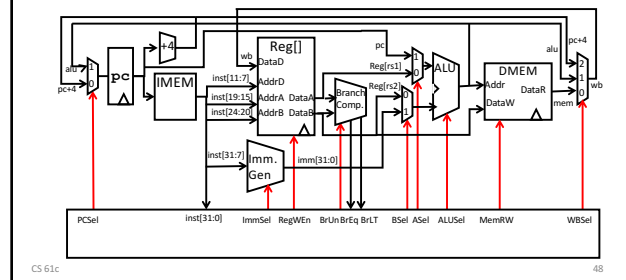 pc+4
alu
1
0
pc+4
pc
+4
IMEM
wb
Reg[]
DataD
AddrD
AddrA
AddrB
DataA
DataB
inst[11:7]
inst[19:15]
inst[24:20]
inst[31:7]
Imm.
Gen
imm[31:0]
Branch
Comp.
pc
Reg[rs1]
Reg[rs2]
1
0
0
1
ALU
DMEM
Addr
DataW
DataR
alu
mem
2
1
0
wb
PCSel
inst[31:0]
ImmSel
RegWEn
BrUn
BrEq
BrLT
BSel
ASel
ALUSel
MemRW
WBSel
CS 61c
48